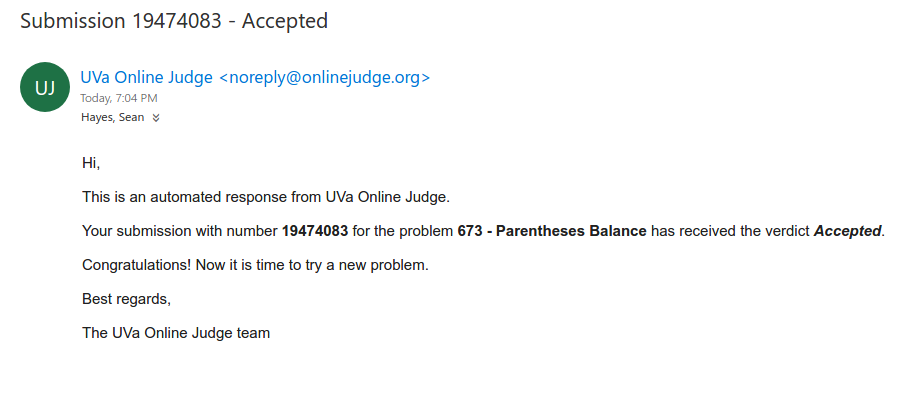 Submission 19474083 - Accepted
UJ
UVa Online Judge <noreply@onlinejudge.org>
Today, 7:04 PM
Hayes, Sean
Hi,
This is an automated response from UVa Online Judge.
Your submission with number 19474083 for the problem 673 - Parentheses Balance has received the verdict Accepted.
Congratulations! Now it is time to try a new problem.
Best regards,
The UVa Online Judge team